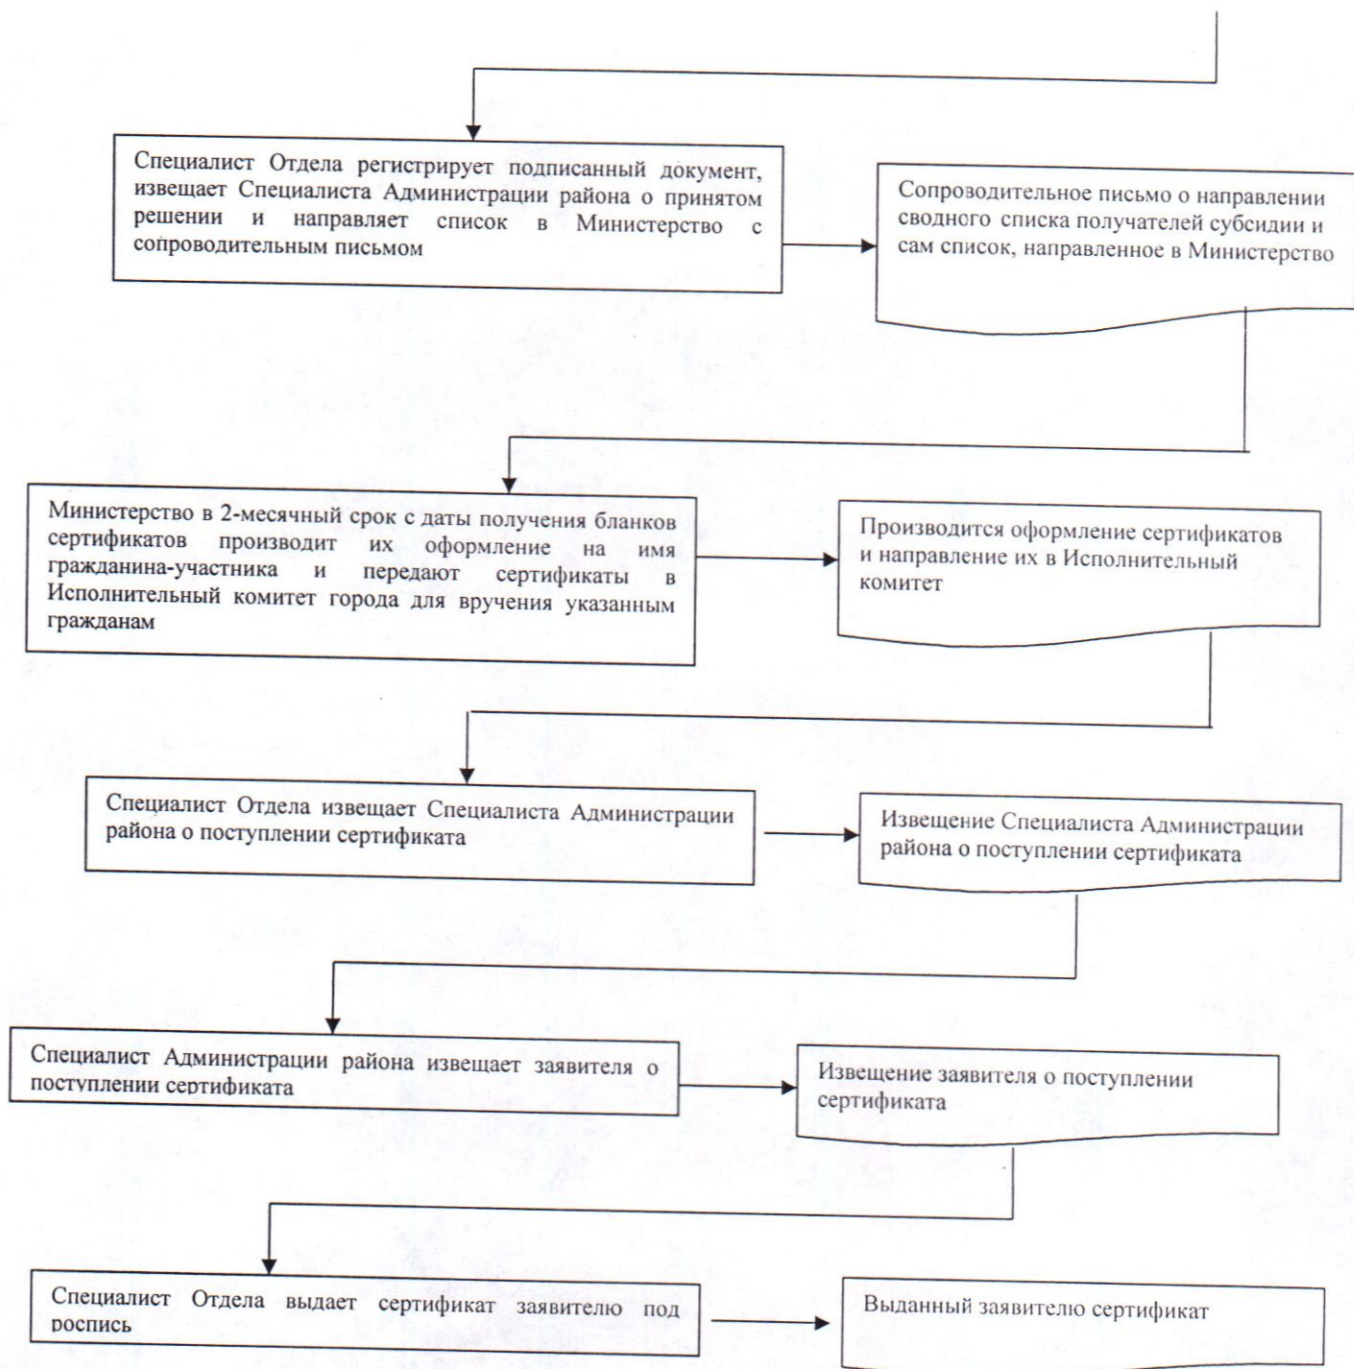 Специалист Отдела регистрирует подписанный документ,
извещает Специалиста Администрации района о принятом
решении и направляет список в Министерство с
сопроводительным письмом
Сопроводительное письмо о направлении
сводного списка получателей субсидии и
сам список, направленное в Министерство
Министерство в 2-месячный срок с даты получения бланков
сертификатов производит их оформление на имя
гражданина-участника и передают сертификаты в
Исполнительный комитет города для вручения указанным
гражданам
Производится оформление сертификатов
и направление их в Исполнительный
комитет
Специалист Отдела извещает Специалиста Администрации
района о поступлении сертификата
Извещение Специалиста Администрации
района о поступлении сертификата
Специалист Администрации района извещает заявителя о
поступлении сертификата
Извещение заявителя о поступлении
сертификата
Специалист Отдела выдает сертификат заявителю под
роспись
Выданный заявителю сертификат